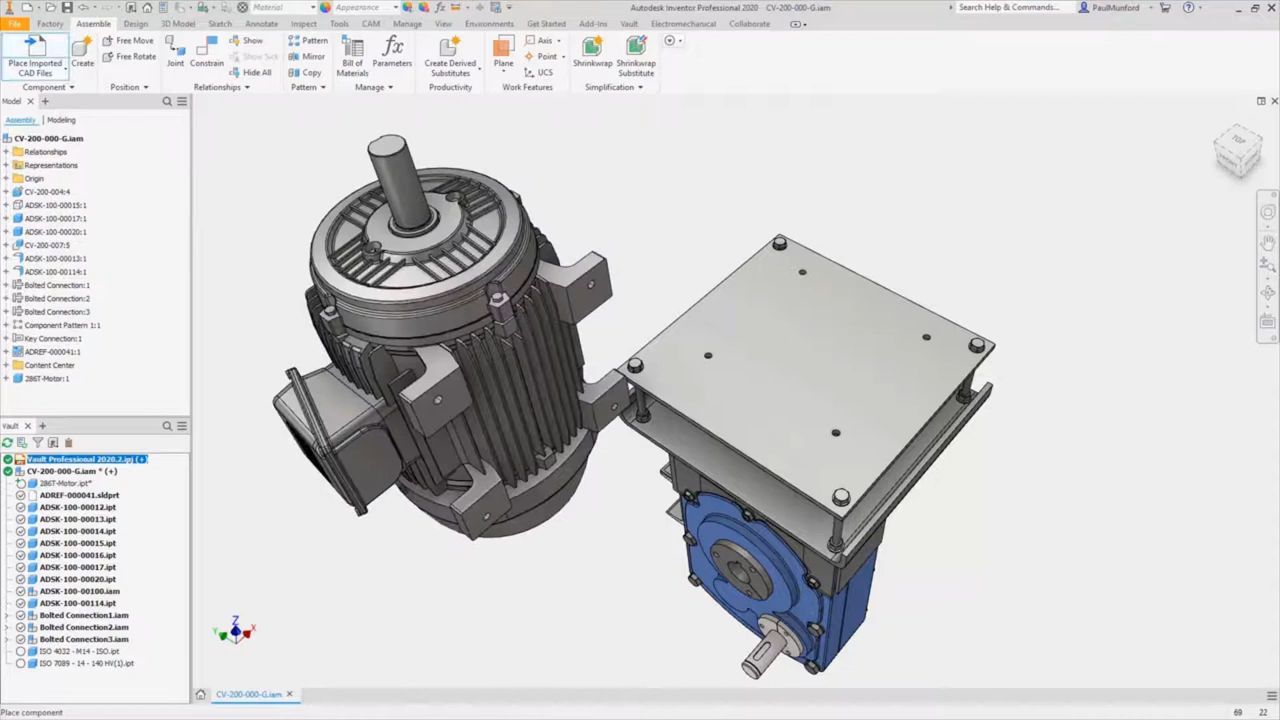 Material
Appearance
Autodesk Inventor Professional 2020 CV-200-000-G.iam
Search Help & Commands...
PaulMunford
File
Factory
Assemble
Design
3D Model
Sketch
Annotate
Inspect
Tools
CAM
Manage
View
Environments
Get Started
Add-Ins
Vault
Electromechanical
Collaborate
Place Imported
CAD Files
Create
Free Move
Free Rotate
Joint
Constrain
Show
Show Sick
Hide All
Pattern
Mirror
Copy
Bill of
Materials
fx
Parameters
Create Derived
Substitutes
Plane
Axis
Point
UCS
Shrinkwrap
Shrinkwrap
Substitute
Component
Position
Relationships
Pattern
Manage
Productivity
Work Features
Simplification
Model
Assembly
Modeling
CV-200-000-G.iam
Relationships
Representations
Origin
CV-200-004:4
ADSK-100-00015:1
ADSK-100-00017:1
ADSK-100-00020:1
CV-200-007:5
ADSK-100-00013:1
ADSK-100-00114:1
Bolted Connection:1
Bolted Connection:2
Bolted Connection:3
Component Pattern 1:1
Key Connection:1
ADREF-000041:1
Content Center
286T-Motor:1
Vault
Vault Professional 2020.2.ipj (+)
CV-200-000-G.iam * (+)
286T-Motor.ipt*
ADREF-000041.sldprt
ADSK-100-00012.ipt
ADSK-100-00013.ipt
ADSK-100-00014.ipt
ADSK-100-00015.ipt
ADSK-100-00016.ipt
ADSK-100-00017.ipt
ADSK-100-00020.ipt
ADSK-100-00100.iam
ADSK-100-00114.ipt
Bolted Connection1.iam
Bolted Connection2.iam
Bolted Connection3.iam
ISO 4032 - M14 - ISO.ipt
ISO 7089 - 14 - 140 HV(1).ipt
TOP
Z
Y
X
CV-200-000-G.iam
Place component
69
22